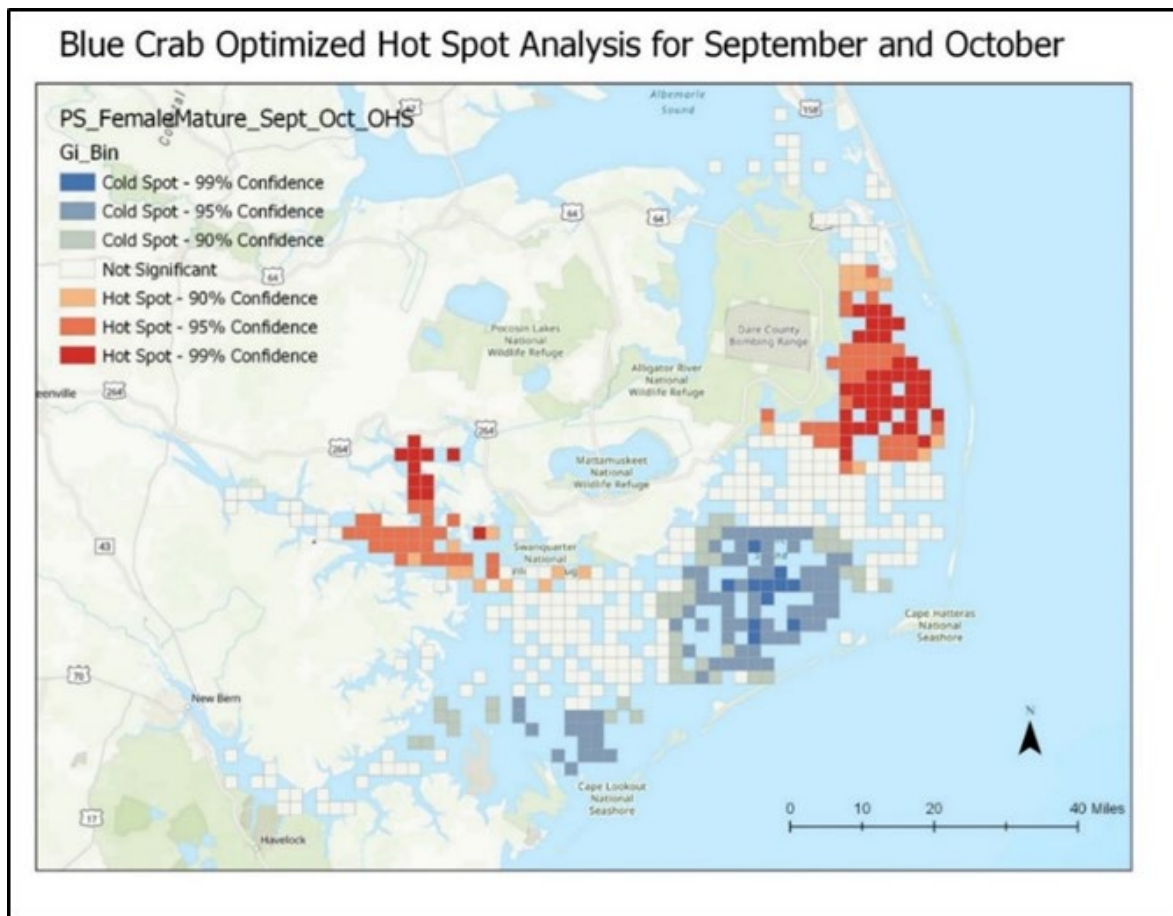 Blue Crab Optimized Hot Spot Analysis for September and October
PS_FemaleMature_Sept_Oct_OHS
Gi_Bin
Cold Spot - 99% Confidence
Cold Spot - 95% Confidence
Cold Spot - 90% Confidence
Not Significant
Hot Spot - 90% Confidence
Hot Spot - 95% Confidence
Hot Spot - 99% Confidence
Coastal
Albemarle
Sound
158
64
64
64
Pocosin Lakes
National
Wildlife Refuge
Dare County
Bombing Range
Alligator River
National
Wildlife Refuge
eenville
264
264
264
Mattamuskeet
National
Wildlife Refuge
43
Swanquarter
National
Cape Hatteras
National
Seashore
70
New Bern
Cape Lookout
National
Seashore
17
Havelock
N
0 10 20 40 Miles